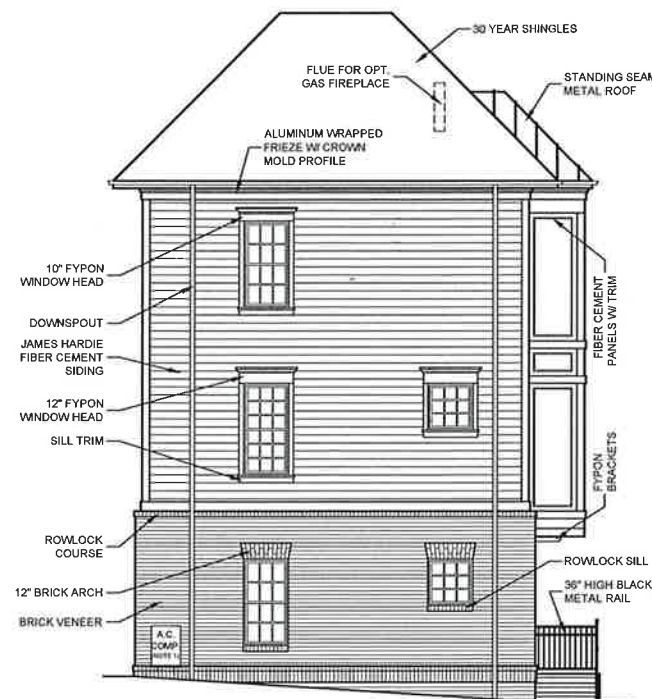 30 YEAR SHINGLES
FLUE FOR OPT.
GAS FIREPLACE
STANDING SEAM
METAL ROOF
ALUMINUM WRAPPED
FRIEZE W/ CROWN
MOLD PROFILE
10" FYPON
WINDOW HEAD
DOWNSPOUT
JAMES HARDIE
FIBER CEMENT
SIDING
12" FYPON
WINDOW HEAD
SILL TRIM
FIBER CEMENT
PANELS W/ TRIM
FYPON
BRACKETS
ROWLOCK
COURSE
12" BRICK ARCH
BRICK VENEER
A.C.
COMP.
ROWLOCK SILL
36" HIGH BLACK
METAL RAIL